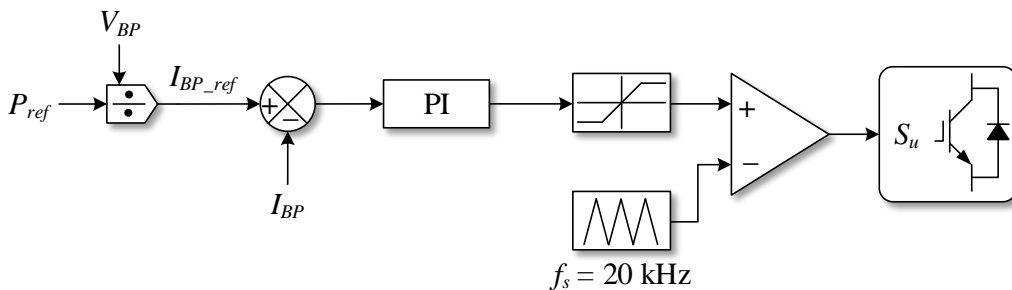 V_BP
P_ref
÷
I_BP_ref
+
−
I_BP
PI
+
−
S_u
f_s = 20 kHz